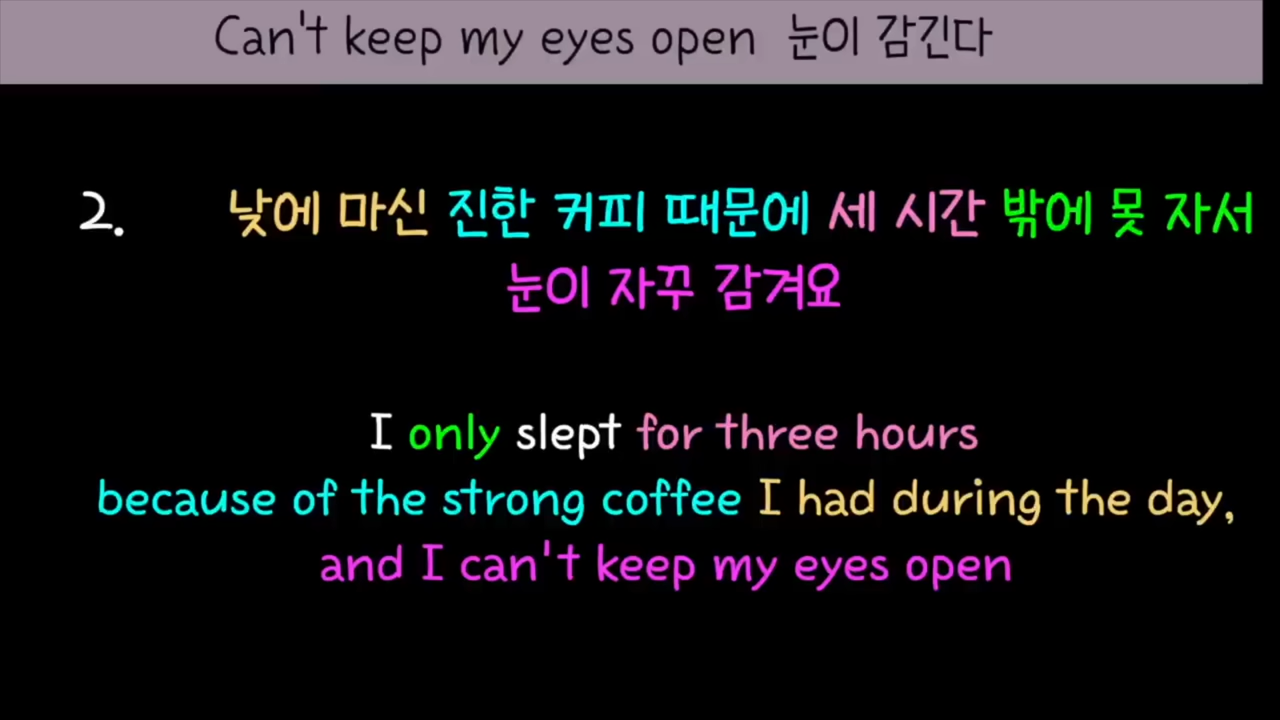 Can't keep my eyes open 눈이 감긴다
2. 낮에 마신 진한 커피 때문에 세 시간 밖에 못 자서
눈이 자꾸 감겨요
I only slept for three hours
because of the strong coffee I had during the day,
and I can't keep my eyes open